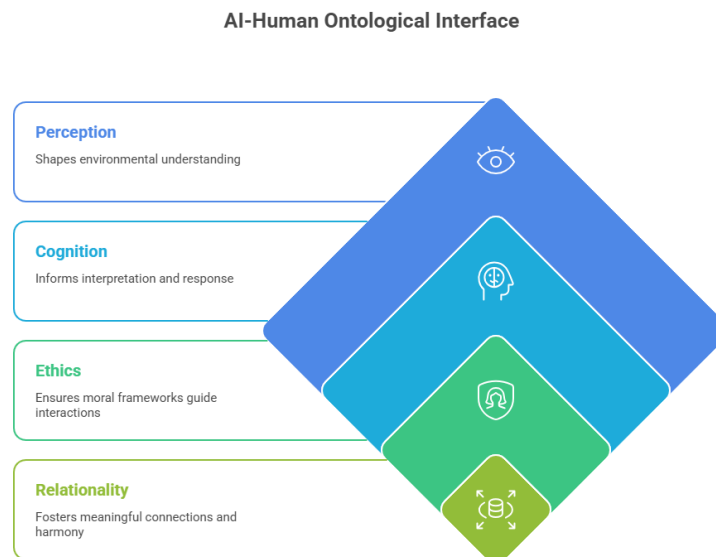 AI-Human Ontological Interface
Perception
Shapes environmental understanding
Cognition
Informs interpretation and response
Ethics
Ensures moral frameworks guide
interactions
Relationality
Fosters meaningful connections and
harmony